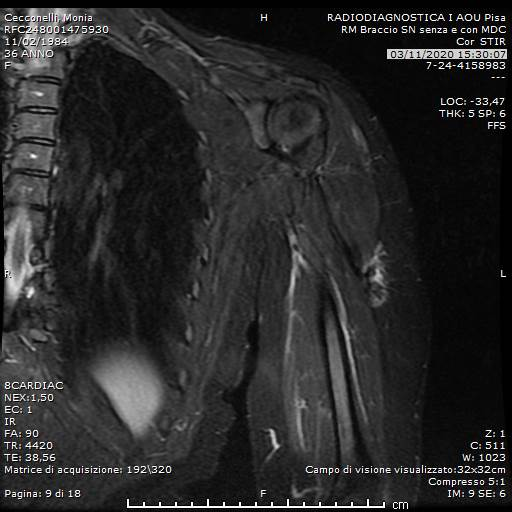 Cecconelli, Monia
RFC248001475930
11/02/1984
36 ANNO
F
H
RADIODIAGNOSTICA I AOU Pisa
RM Braccio SN senza e con MDC
Cor STIR
03/11/2020 15:30:07
7-24-4158983
---
LOC: -33,47
THK: 5 SP: 6
FFS
R
L
8CARDIAC
NEX:1,50
EC: 1
IR
FA: 90
TR: 4420
TE: 38,56
Matrice di acquisizione: 192\320
Pagina: 9 di 18
F
Z: 1
C: 511
W: 1023
Campo di visione visualizzato:32x32cm
Compresso 5:1
IM: 9 SE: 6
cm